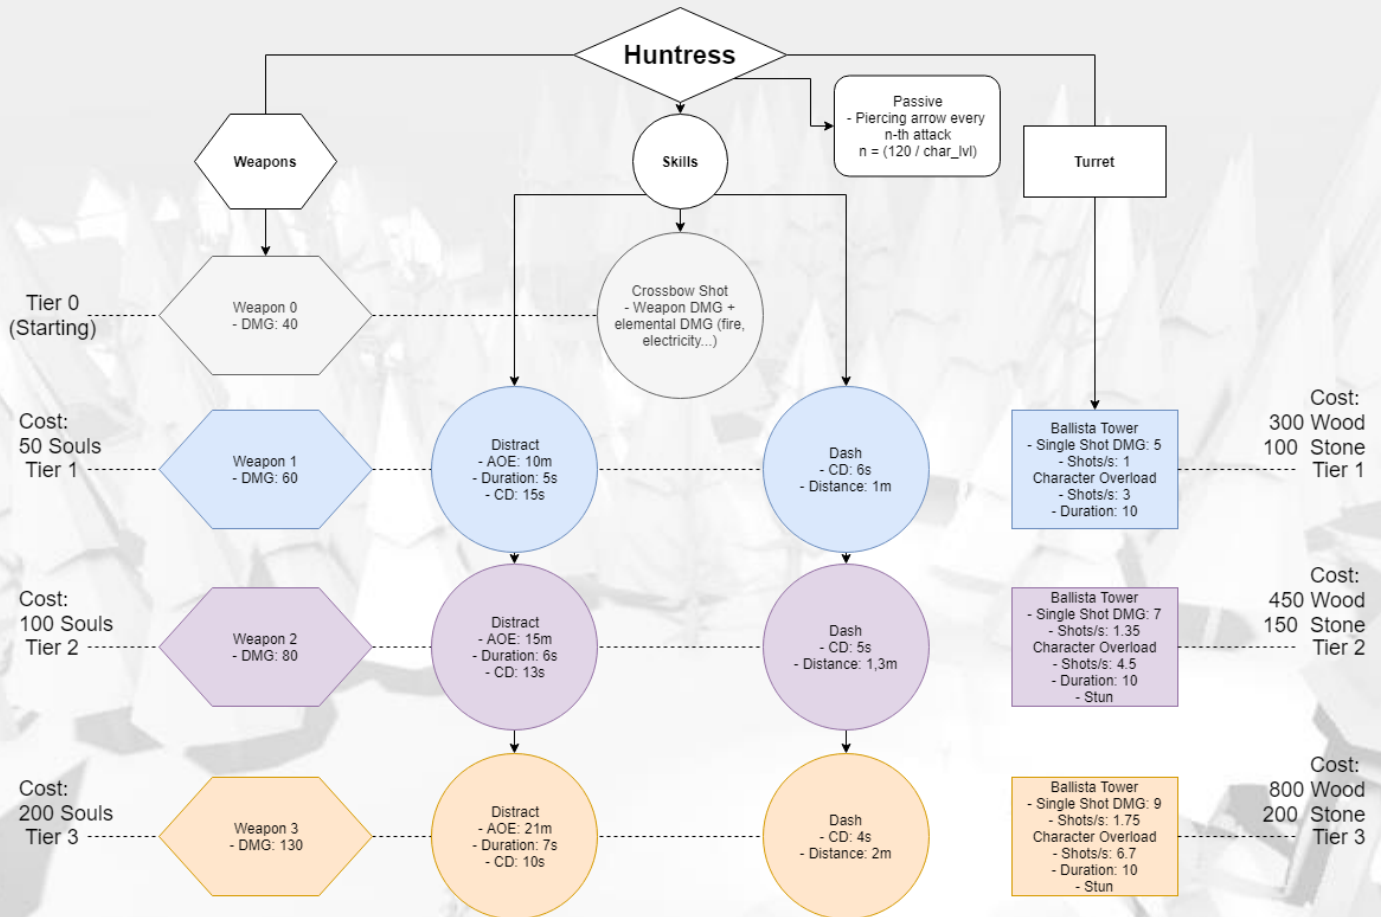 Huntress
Passive
- Piercing arrow every
n-th attack
n = (120 / char_lvl)
Weapons
Skills
Turret
Tier 0
(Starting)
Weapon 0
- DMG: 40
Crossbow Shot
- Weapon DMG +
elemental DMG (fire,
electricity...)
Cost:
50 Souls
Tier 1
Weapon 1
- DMG: 60
Distract
- AOE: 10m
- Duration: 5s
- CD: 15s
Dash
- CD: 6s
- Distance: 1m
Ballista Tower
- Single Shot DMG: 5
- Shots/s: 1
Character Overload
- Shots/s: 3
- Duration: 10
Cost:
300 Wood
100 Stone
Tier 1
Cost:
100 Souls
Tier 2
Weapon 2
- DMG: 80
Distract
- AOE: 15m
- Duration: 6s
- CD: 13s
Dash
- CD: 5s
- Distance: 1,3m
Ballista Tower
- Single Shot DMG: 7
- Shots/s: 1.35
Character Overload
- Shots/s: 4.5
- Duration: 10
- Stun
Cost:
450 Wood
150 Stone
Tier 2
Cost:
200 Souls
Tier 3
Weapon 3
- DMG: 130
Distract
- AOE: 21m
- Duration: 7s
- CD: 10s
Dash
- CD: 4s
- Distance: 2m
Ballista Tower
- Single Shot DMG: 9
- Shots/s: 1.75
Character Overload
- Shots/s: 6.7
- Duration: 10
- Stun
Cost:
800 Wood
200 Stone
Tier 3